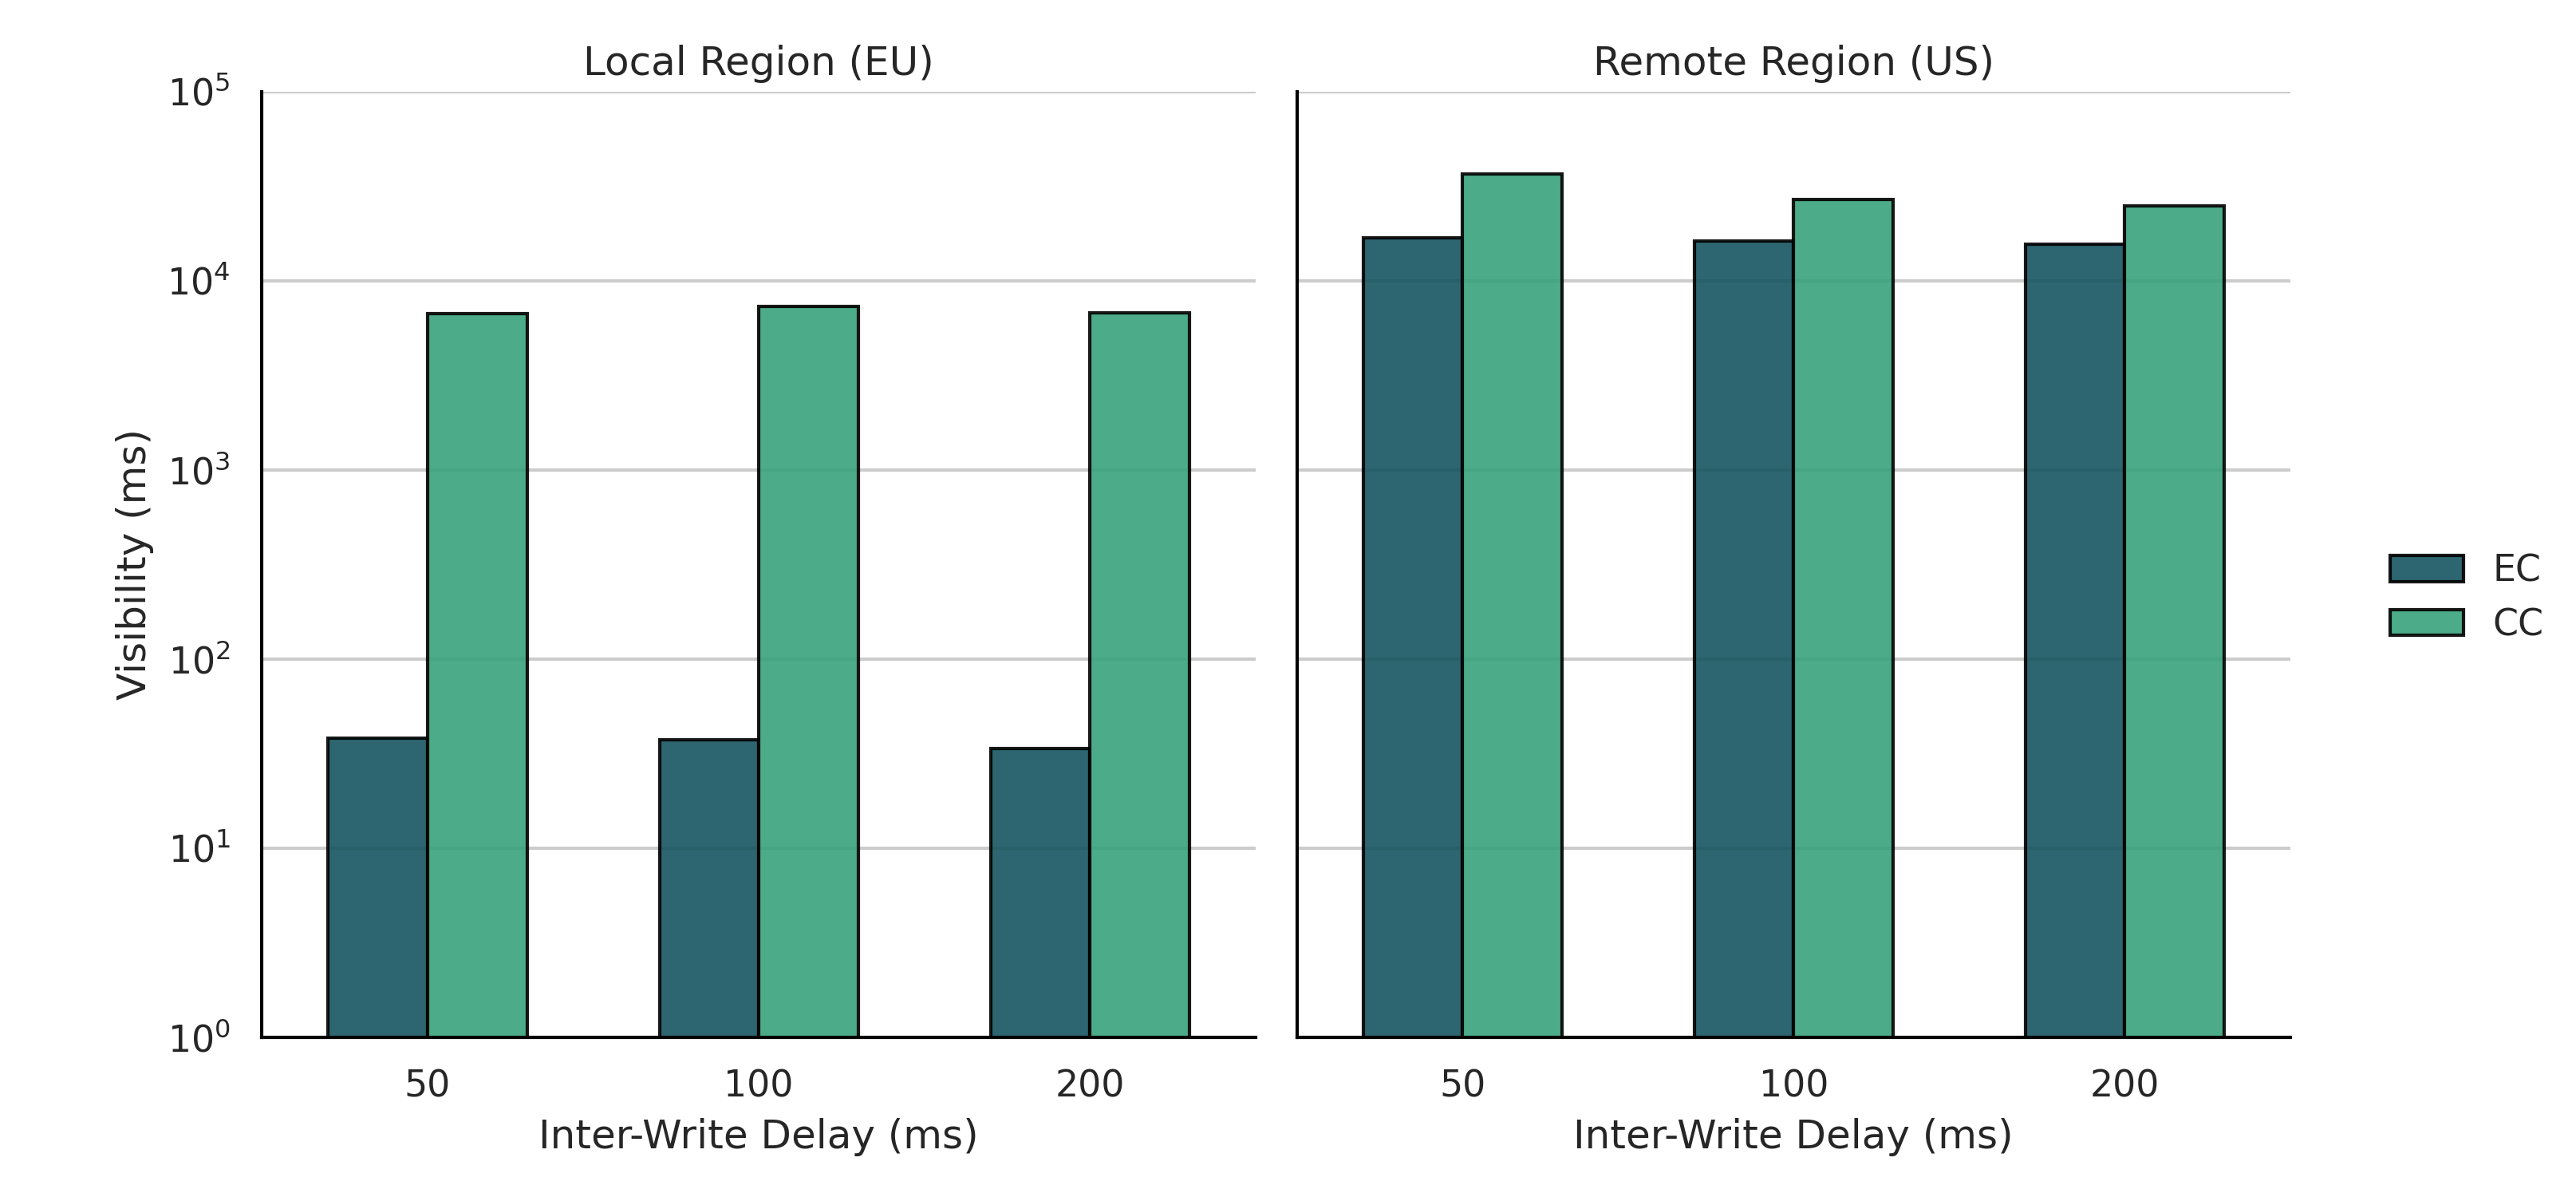 Local Region (EU)
Remote Region (US)
10⁵
10⁴
10³
10²
10¹
10⁰
Visibility (ms)
50 100 200
50 100 200
Inter-Write Delay (ms)
Inter-Write Delay (ms)
EC
CC